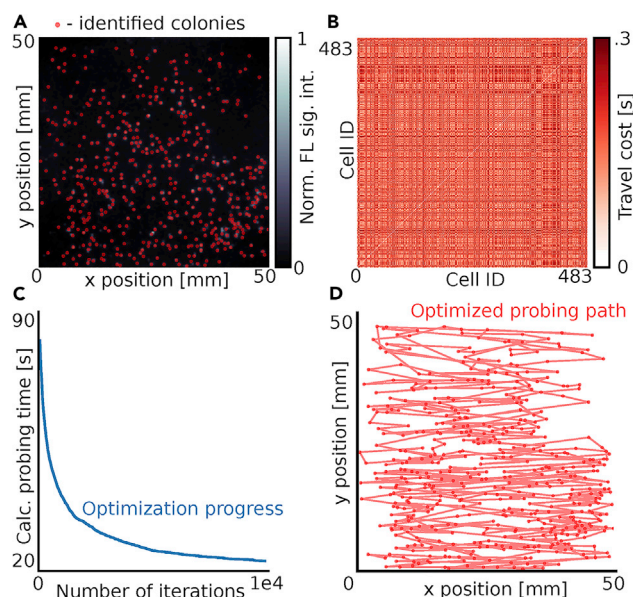 A
- identified colonies
50
y position [mm]
0
x position [mm]
50
1
Norm. FL sig. int.
0
B
483
Cell ID
0
Cell ID
483
.3
Travel cost [s]
0
C
90
Calc. probing time [s]
20
Optimization progress
0
Number of iterations
1e4
D
Optimized probing path
50
y position [mm]
0
x position [mm]
50